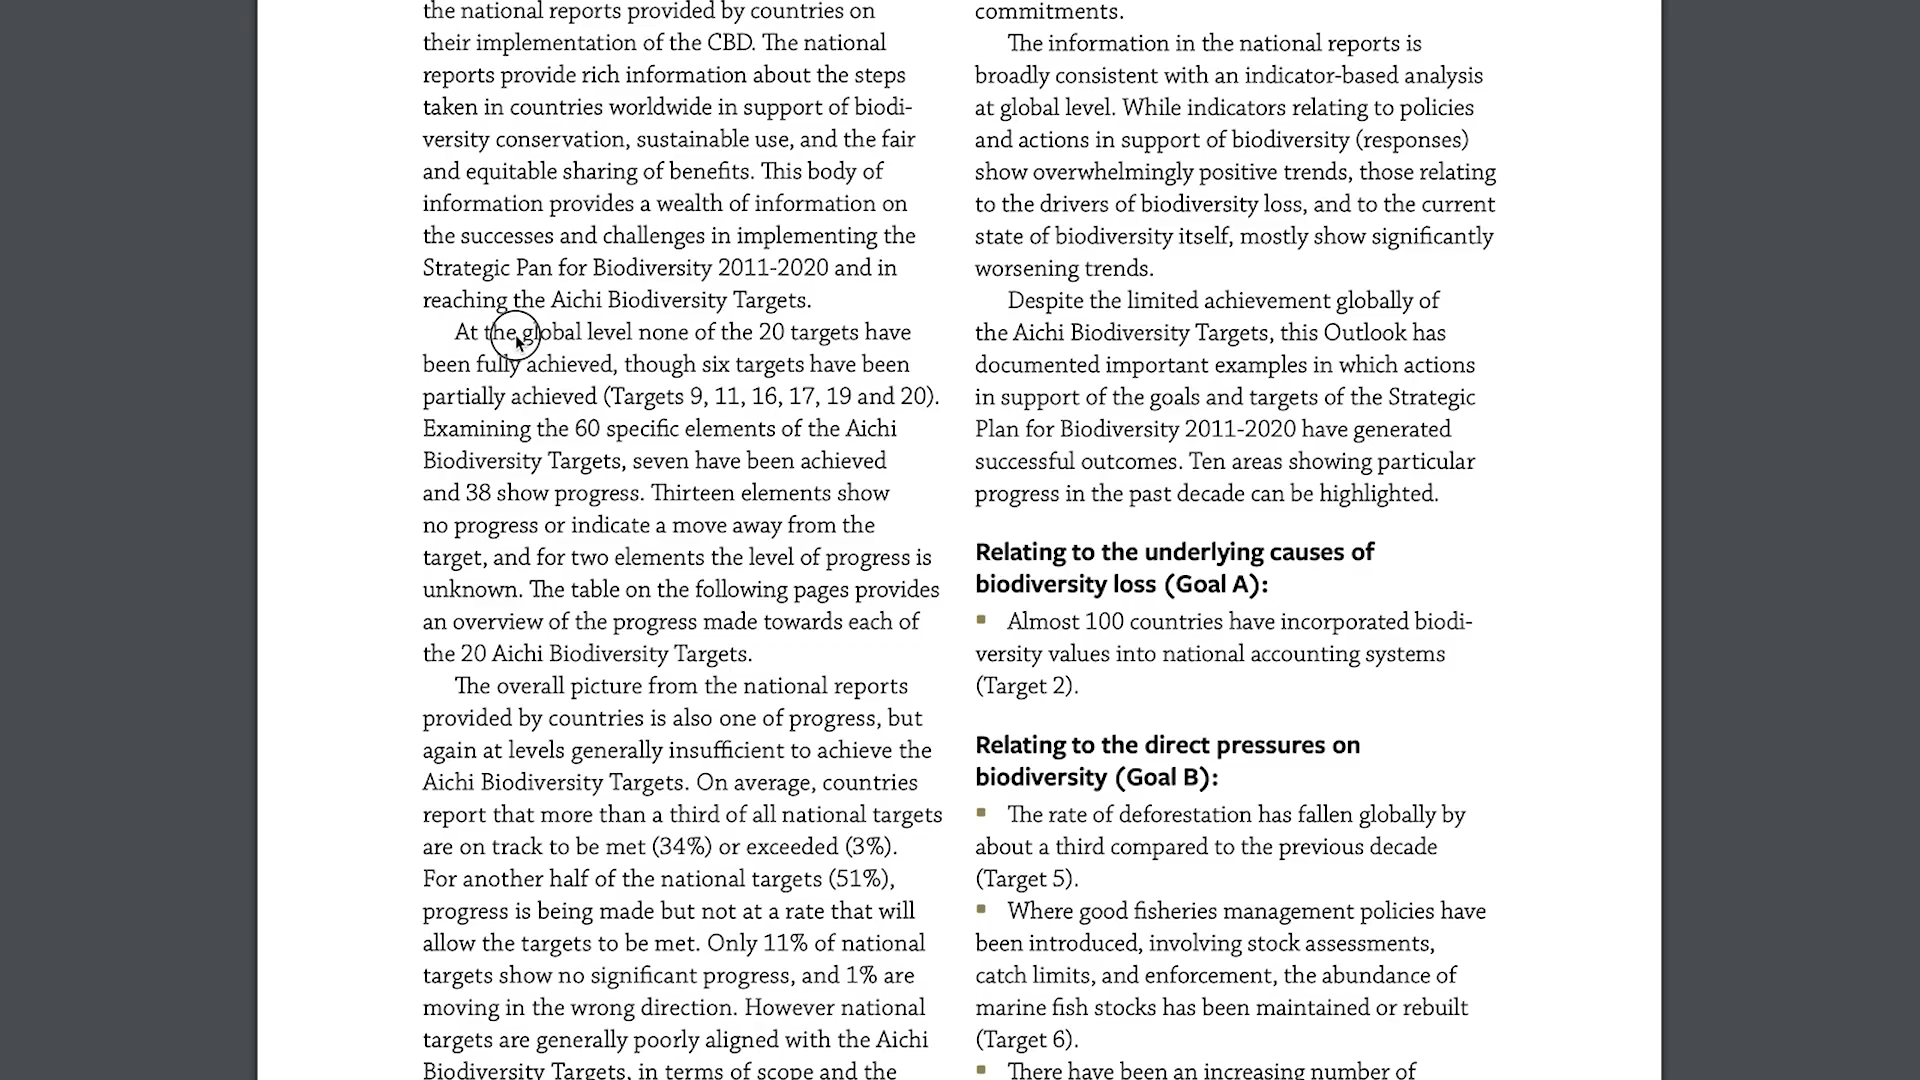 the national reports provided by countries on
their implementation of the CBD. The national
reports provide rich information about the steps
taken in countries worldwide in support of biodi-
versity conservation, sustainable use, and the fair
and equitable sharing of benefits. This body of
information provides a wealth of information on
the successes and challenges in implementing the
Strategic Pan for Biodiversity 2011-2020 and in
reaching the Aichi Biodiversity Targets.
At the global level none of the 20 targets have
been fully achieved, though six targets have been
partially achieved (Targets 9, 11, 16, 17, 19 and 20).
Examining the 60 specific elements of the Aichi
Biodiversity Targets, seven have been achieved
and 38 show progress. Thirteen elements show
no progress or indicate a move away from the
target, and for two elements the level of progress is
unknown. The table on the following pages provides
an overview of the progress made towards each of
the 20 Aichi Biodiversity Targets.
The overall picture from the national reports
provided by countries is also one of progress, but
again at levels generally insufficient to achieve the
Aichi Biodiversity Targets. On average, countries
report that more than a third of all national targets
are on track to be met (34%) or exceeded (3%).
For another half of the national targets (51%),
progress is being made but not at a rate that will
allow the targets to be met. Only 11% of national
targets show no significant progress, and 1% are
moving in the wrong direction. However national
targets are generally poorly aligned with the Aichi
Biodiversity Targets, in terms of scope and the
commitments.
The information in the national reports is
broadly consistent with an indicator-based analysis
at global level. While indicators relating to policies
and actions in support of biodiversity (responses)
show overwhelmingly positive trends, those relating
to the drivers of biodiversity loss, and to the current
state of biodiversity itself, mostly show significantly
worsening trends.
Despite the limited achievement globally of
the Aichi Biodiversity Targets, this Outlook has
documented important examples in which actions
in support of the goals and targets of the Strategic
Plan for Biodiversity 2011-2020 have generated
successful outcomes. Ten areas showing particular
progress in the past decade can be highlighted.
Relating to the underlying causes of
biodiversity loss (Goal A):
Almost 100 countries have incorporated biodi-
versity values into national accounting systems
(Target 2).
Relating to the direct pressures on
biodiversity (Goal B):
The rate of deforestation has fallen globally by
about a third compared to the previous decade
(Target 5).
Where good fisheries management policies have
been introduced, involving stock assessments,
catch limits, and enforcement, the abundance of
marine fish stocks has been maintained or rebuilt
(Target 6).
There have been an increasing number of